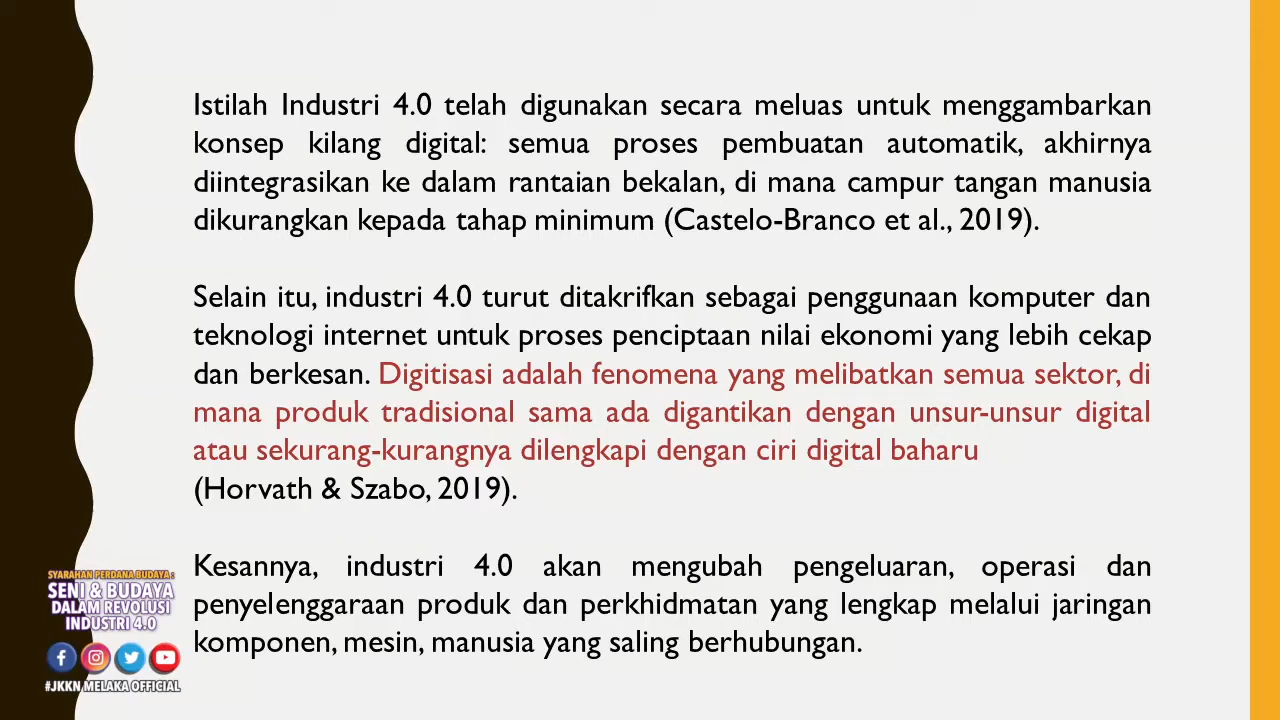 Istilah Industri 4.0 telah digunakan secara meluas untuk menggambarkan
konsep kilang digital: semua proses pembuatan automatik, akhirnya
diintegrasikan ke dalam rantaian bekalan, di mana campur tangan manusia
dikurangkan kepada tahap minimum (Castelo-Branco et al., 2019).
Selain itu, industri 4.0 turut ditakrifkan sebagai penggunaan komputer dan
teknologi internet untuk proses penciptaan nilai ekonomi yang lebih cekap
dan berkesan. Digitisasi adalah fenomena yang melibatkan semua sektor, di
mana produk tradisional sama ada digantikan dengan unsur-unsur digital
atau sekurang-kurangnya dilengkapi dengan ciri digital baharu
(Horvath & Szabo, 2019).
Kesannya, industri 4.0 akan mengubah pengeluaran, operasi dan
penyelenggaraan produk dan perkhidmatan yang lengkap melalui jaringan
komponen, mesin, manusia yang saling berhubungan.
SYARAHAN PERDANA BUDAYA :
SENI & BUDAYA
DALAM REVOLUSI
INDUSTRI 4.0
#JKKN MELAKA OFFICIAL